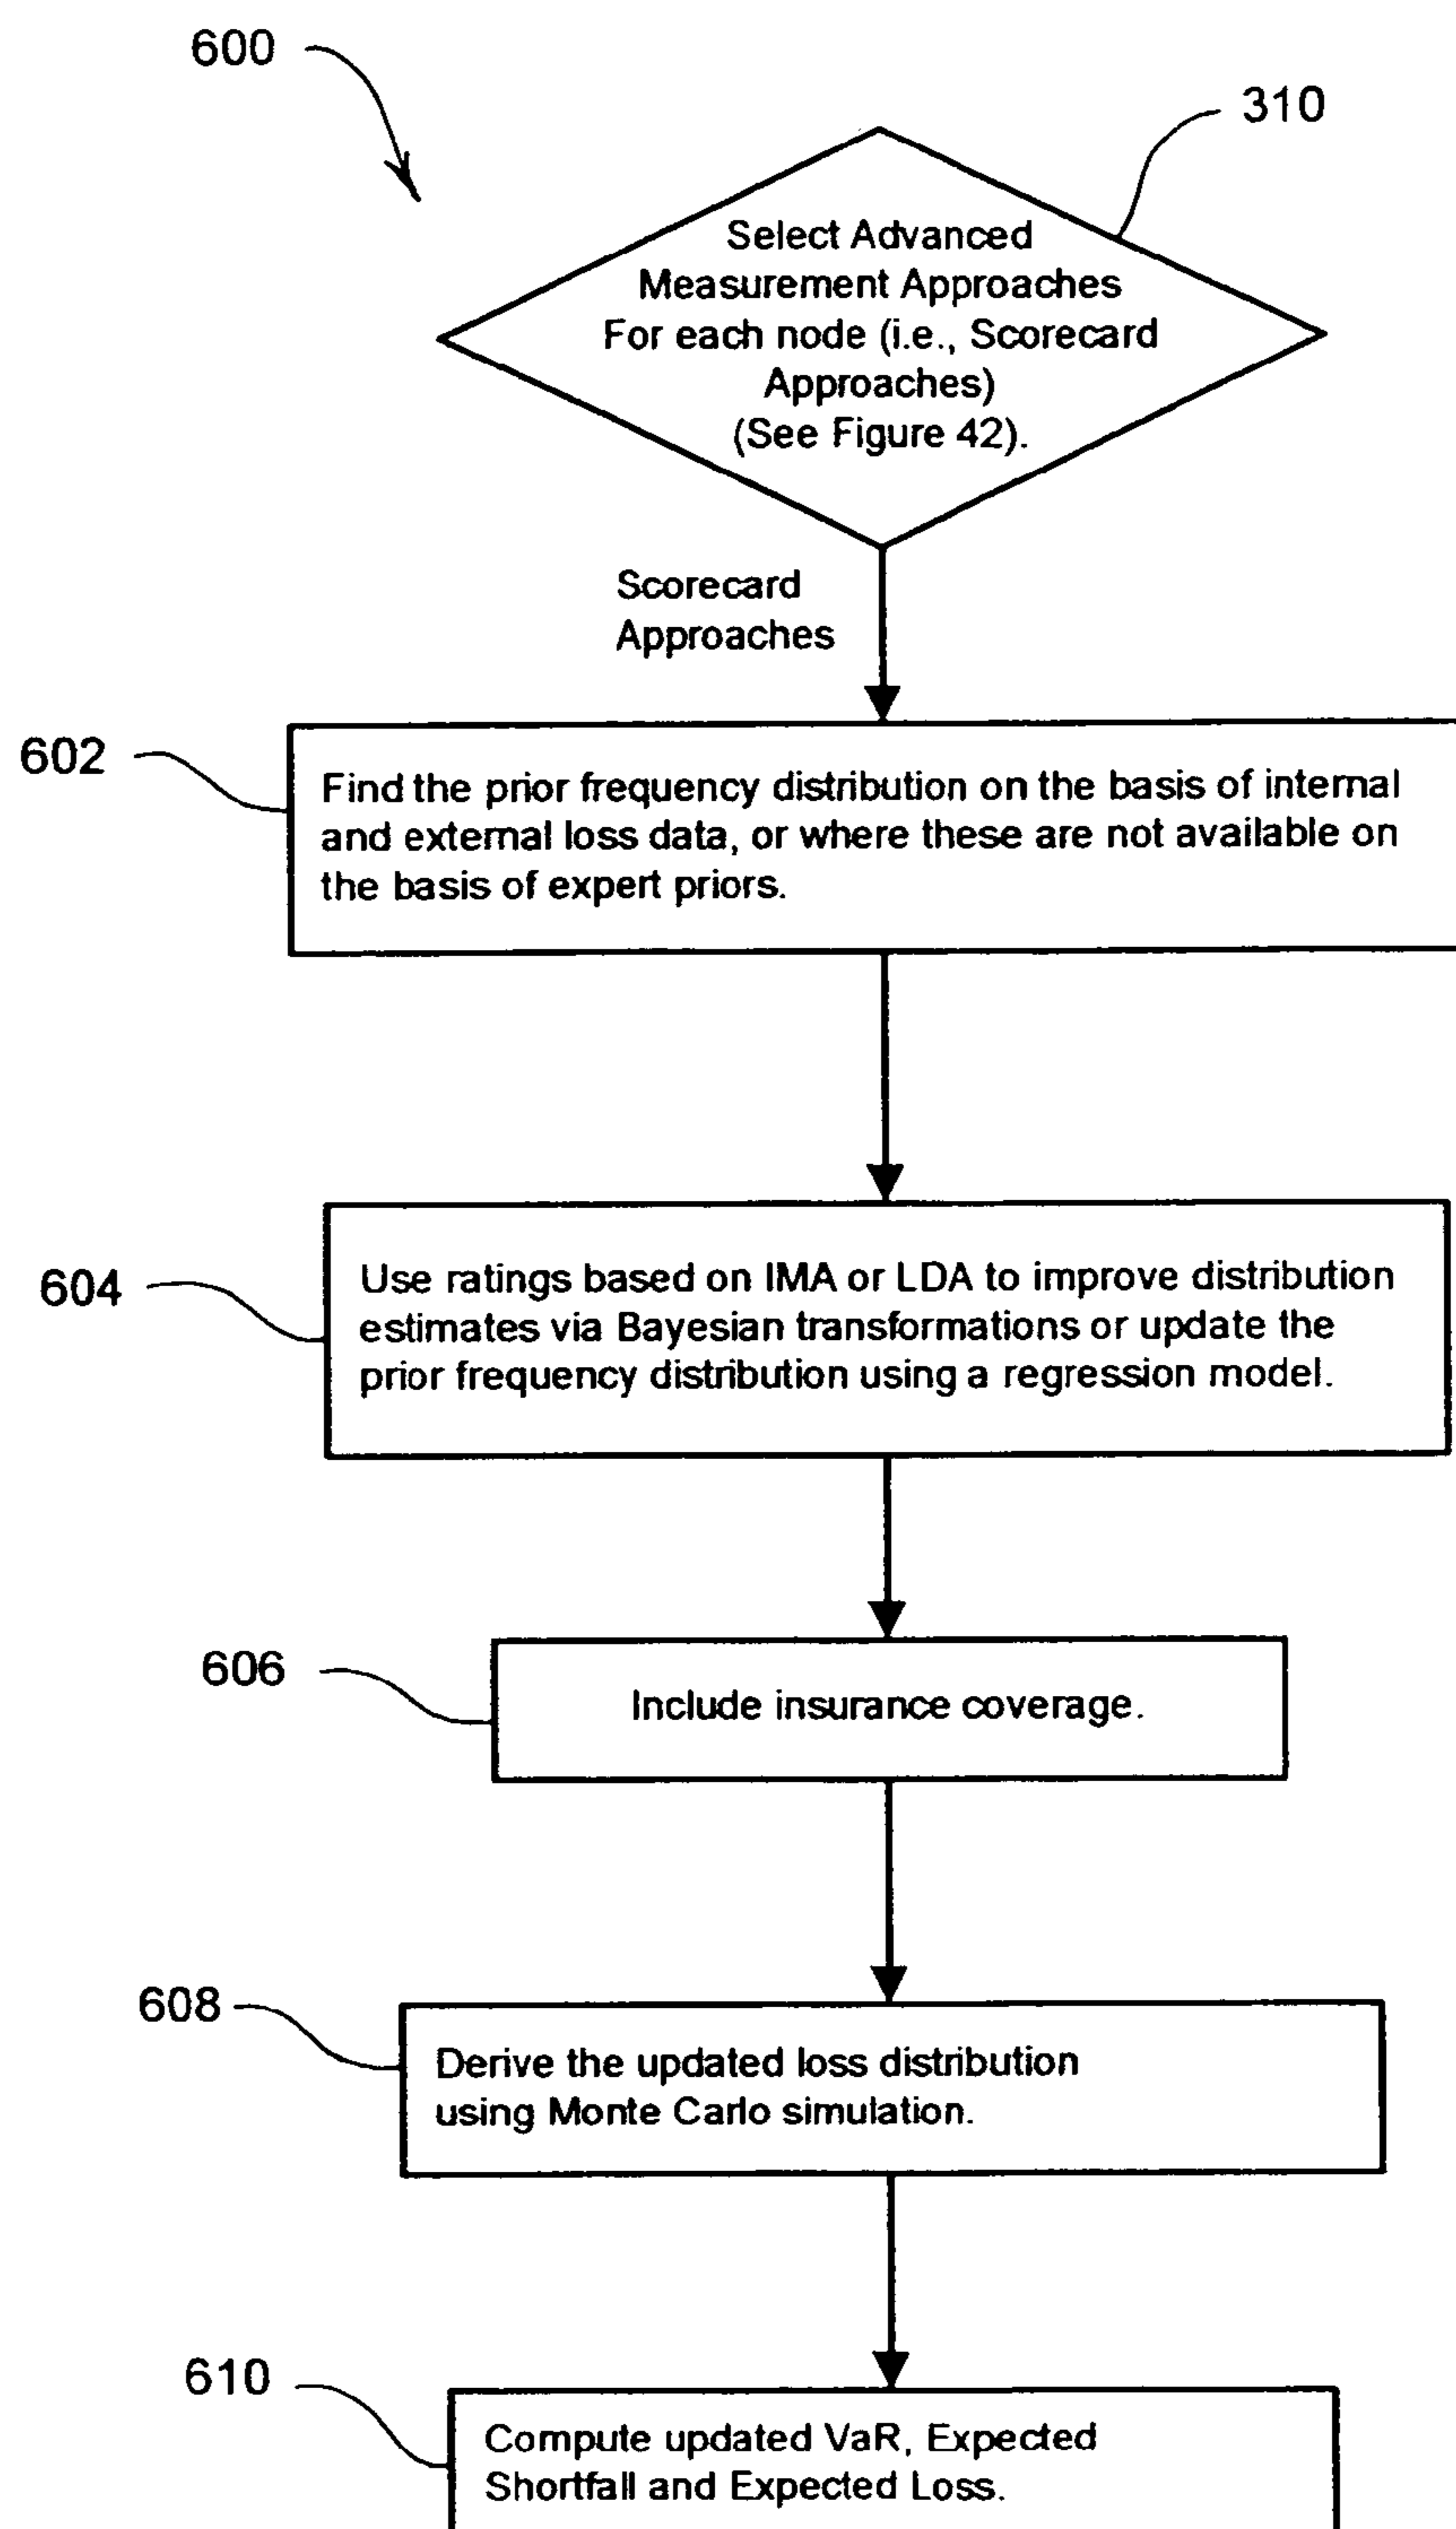 600
310
Select Advanced
Measurement Approaches
For each node (i.e., Scorecard
Approaches)
(See Figure 42).
Scorecard
Approaches
602
Find the prior frequency distribution on the basis of internal
and external loss data, or where these are not available on
the basis of expert priors.
604
Use ratings based on IMA or LDA to improve distribution
estimates via Bayesian transformations or update the
prior frequency distribution using a regression model.
606
Include insurance coverage.
608
Derive the updated loss distribution
using Monte Carlo simulation.
610
Compute updated VaR, Expected
Shortfall and Expected Loss.